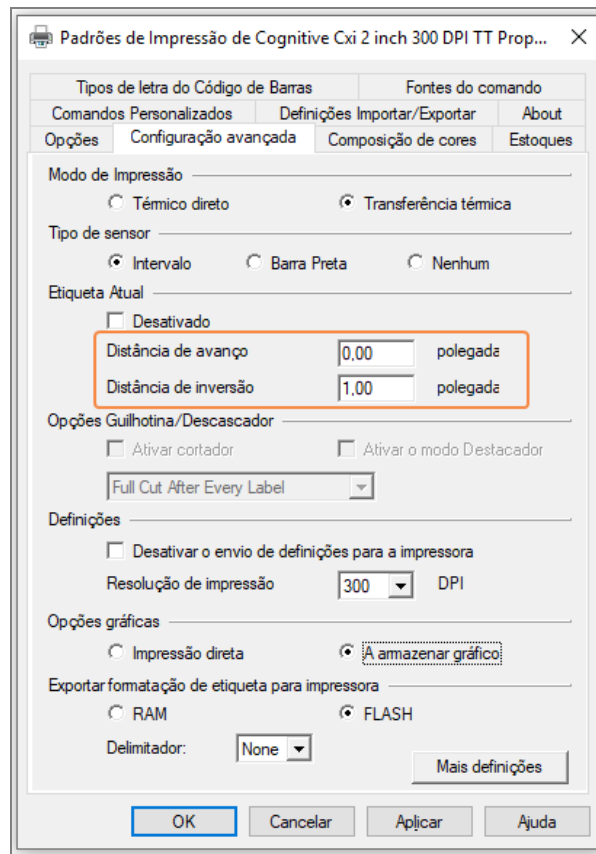 Padrões de Impressão de Cognitive Cxi 2 inch 300 DPI TT Prop...
Tipos de letra do Código de Barras Fontes do comando
Comandos Personalizados Definições Importar/Exportar About
Opções Configuração avançada Composição de cores Estoques
Modo de Impressão
Térmico direto Transferência térmica
Tipo de sensor
Intervalo Barra Preta Nenhum
Etiqueta Atual
Desativado
Distância de avanço 0,00 polegada
Distância de inversão 1,00 polegada
Opções Guilhotina/Descascador
Ativar cortador Ativar o modo Destacador
Full Cut After Every Label
Definições
Desativar o envio de definições para a impressora
Resolução de impressão 300 DPI
Opções gráficas
Impressão direta A armazenar gráfico
Exportar formatação de etiqueta para impressora
RAM FLASH
Delimitador: None
Mais definições
OK Cancelar Aplicar Ajuda